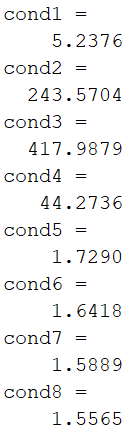 cond1 =
5.2376
cond2 =
243.5704
cond3 =
417.9879
cond4 =
44.2736
cond5 =
1.7290
cond6 =
1.6418
cond7 =
1.5889
cond8 =
1.5565